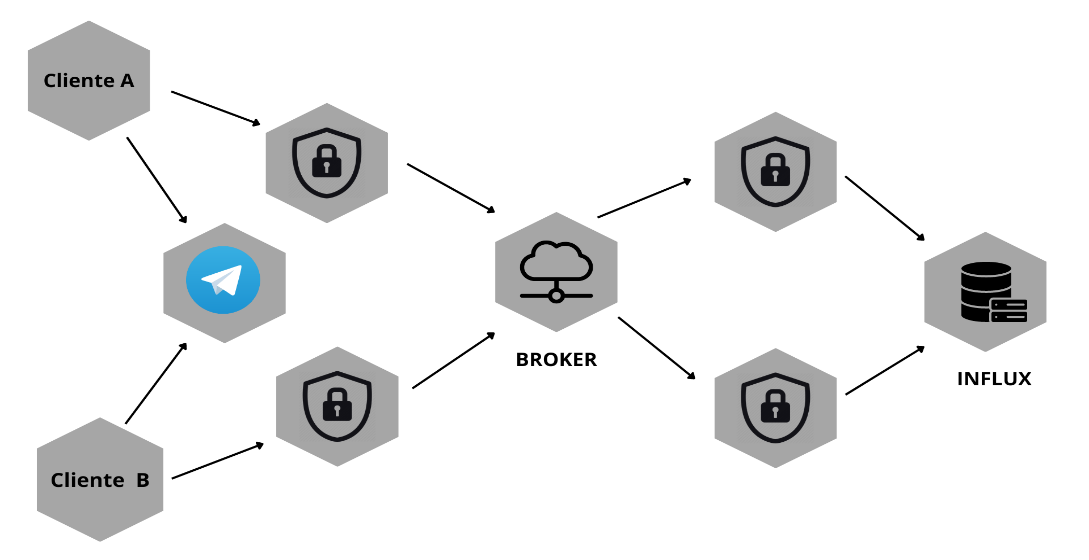 Cliente A
BROKER
INFLUX
Cliente B